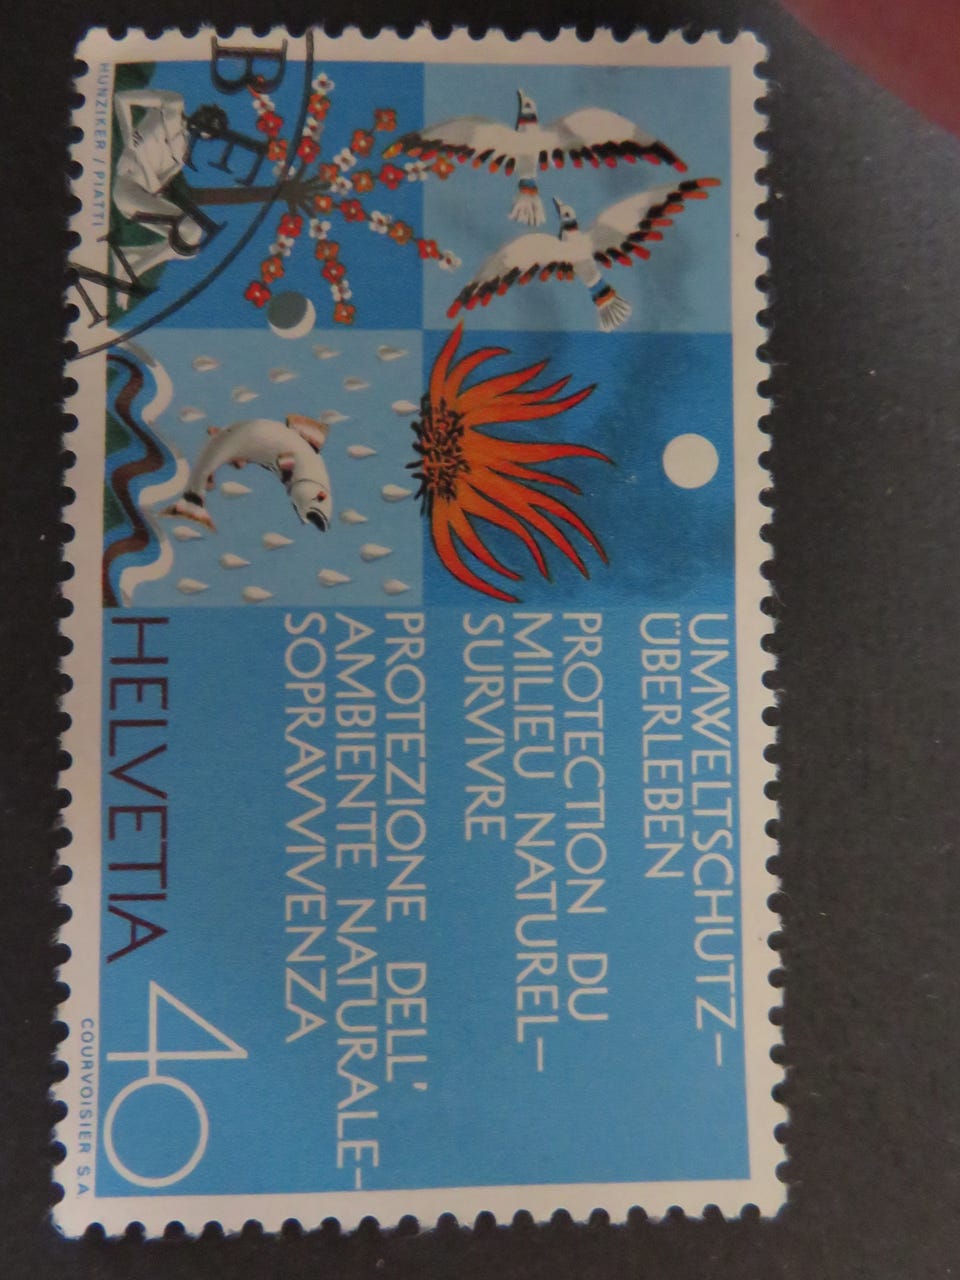 UMWELTSCHUTZ–
ÜBERLEBEN
PROTECTION DU
MILIEU NATUREL–
SURVIVRE
PROTEZIONE DELL'
AMBIENTE NATURALE–
SOPRAVVIVENZA
HELVETIA 40
HUNZIKER / PIATTI
COURVOISIER S.A.